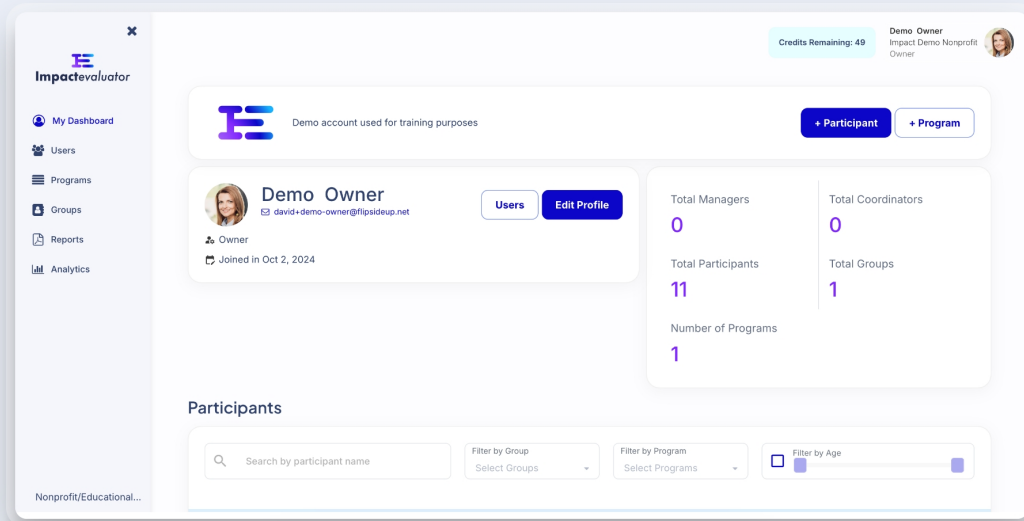 Credits Remaining: 49
Demo Owner
Impact Demo Nonprofit
Owner
Impactevaluator
My Dashboard
Users
Programs
Groups
Reports
Analytics
Nonprofit/Educational...
Demo account used for training purposes
+ Participant
+ Program
Demo Owner
david+demo-owner@flipsideup.net
Users
Edit Profile
Owner
Joined in Oct 2, 2024
Total Managers
0
Total Coordinators
0
Total Participants
11
Total Groups
1
Number of Programs
1
Participants
Search by participant name
Filter by Group
Select Groups
Filter by Program
Select Programs
Filter by Age